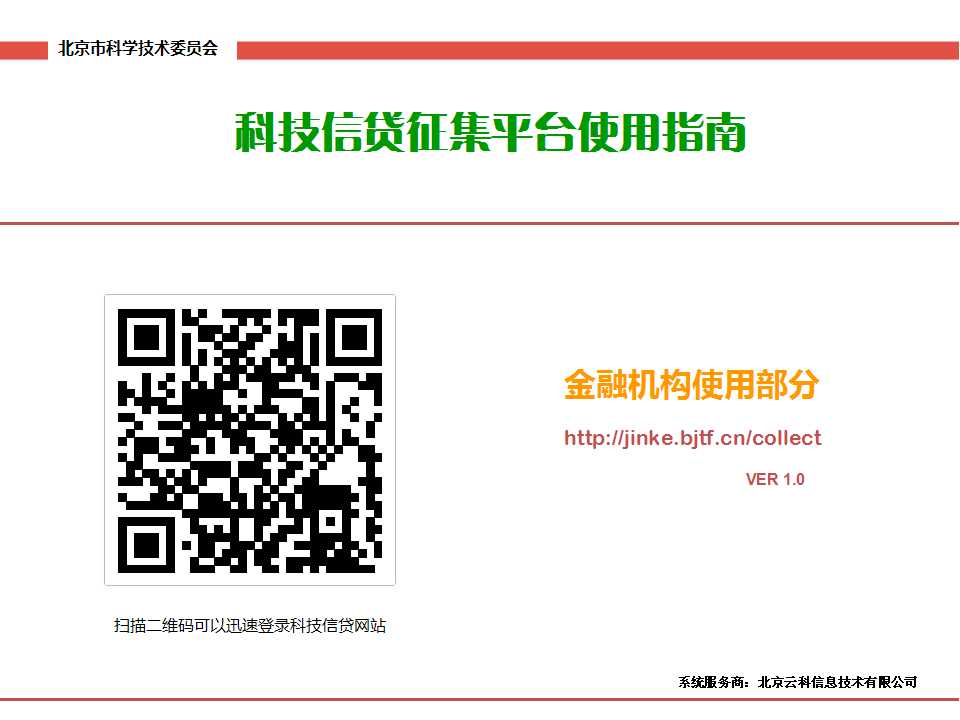 北京市科学技术委员会
科技信贷征集平台使用指南
金融机构使用部分
http://jinke.bjtf.cn/collect
VER 1.0
扫描二维码可以迅速登录科技信贷网站
系统服务商：北京云科信息技术有限公司